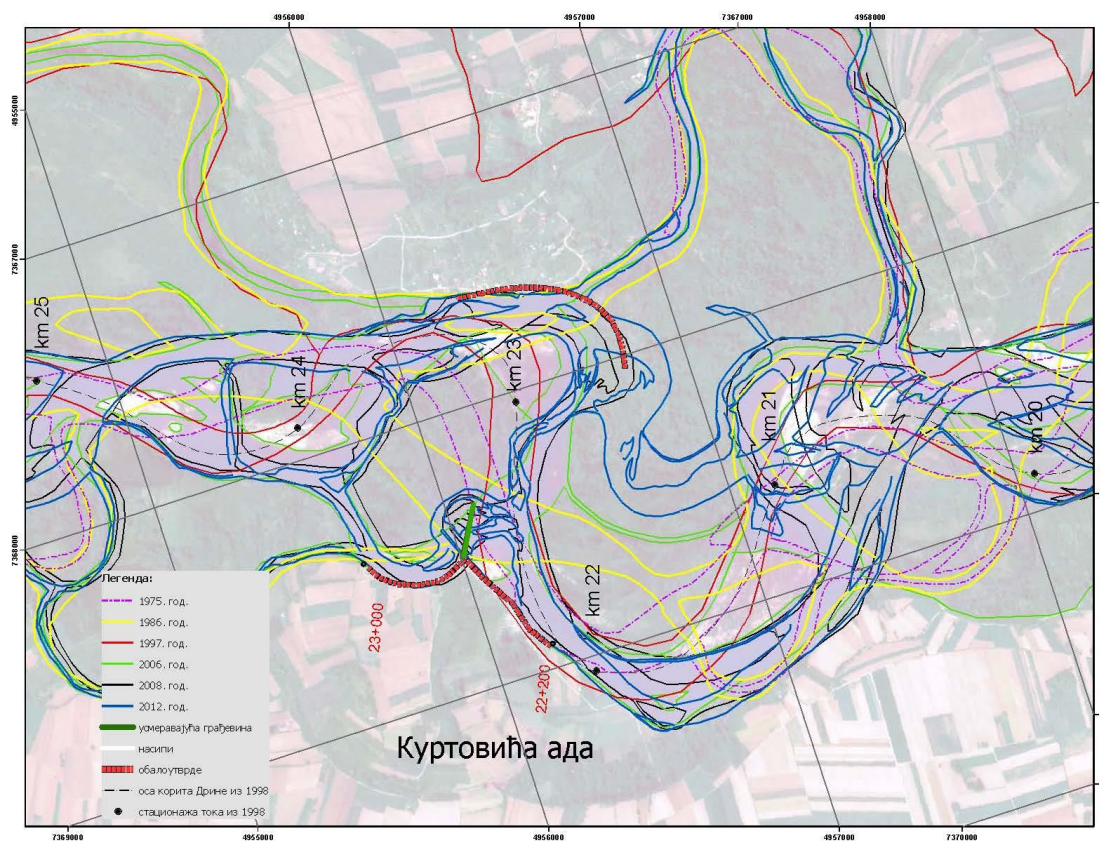 4956000
4967000
7367000
4958000
4955000
7367000
7368000
km 25
km 24
km 23
km 21
km 20
km 22
23+000
22+200
Куртовића ада
Легенда:
1975. год.
1986. год.
1997. год.
2006. год.
2008. год.
2012. год.
усмеравајућа грађевина
насипи
обалоутврде
оса корита Дрине из 1998
стационажа тока из 1998
7369000
4955000
4956000
4957000
7370000